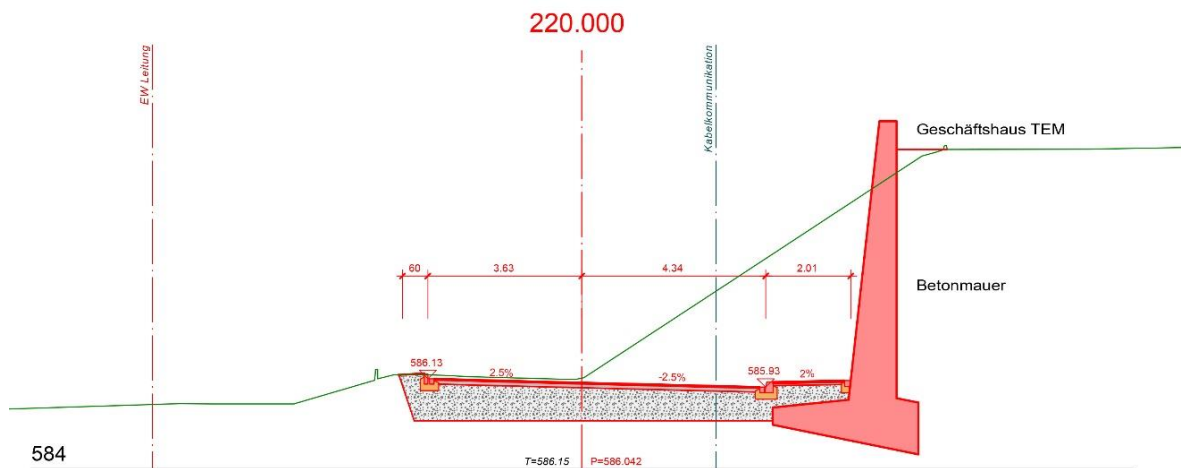 220.000
EW Leitung
Kabelkommunikation
Geschäftshaus TEM
60 3.63 4.34 2.01
Betonmauer
586.13 2.5% -2.5% 585.93 2%
584
T=586.15 P=586.042